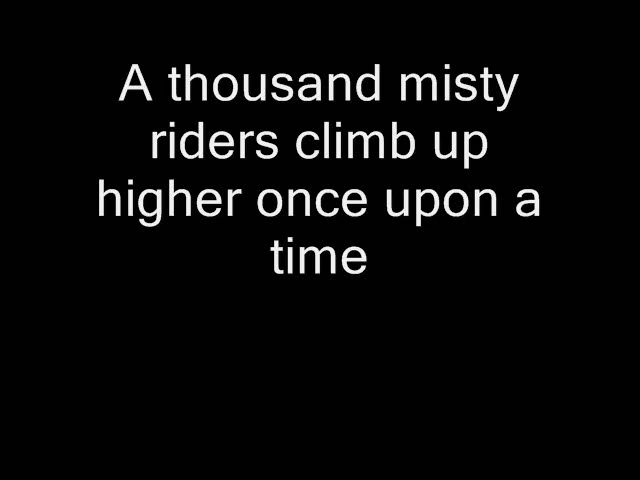 A thousand misty
riders climb up
higher once upon a
time